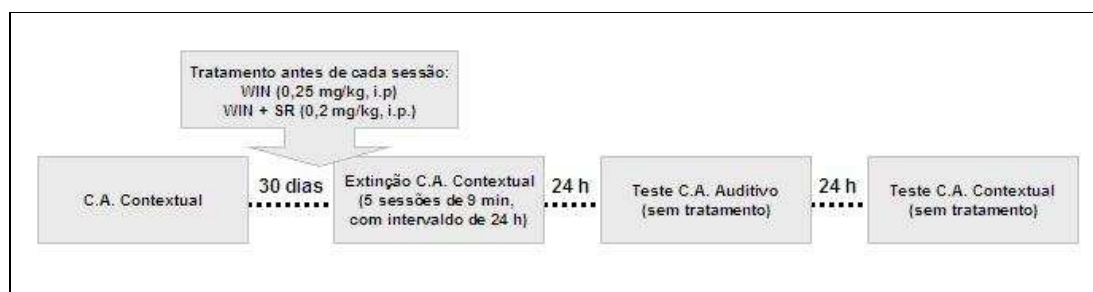 Tratamento antes de cada sessão:
WIN (0,25 mg/kg, i.p)
WIN + SR (0,2 mg/kg, i.p.)
C.A. Contextual
30 dias
Extinção C.A. Contextual
(5 sessões de 9 min,
com intervaldo de 24 h)
24 h
Teste C.A. Auditivo
(sem tratamento)
24 h
Teste C.A. Contextual
(sem tratamento)